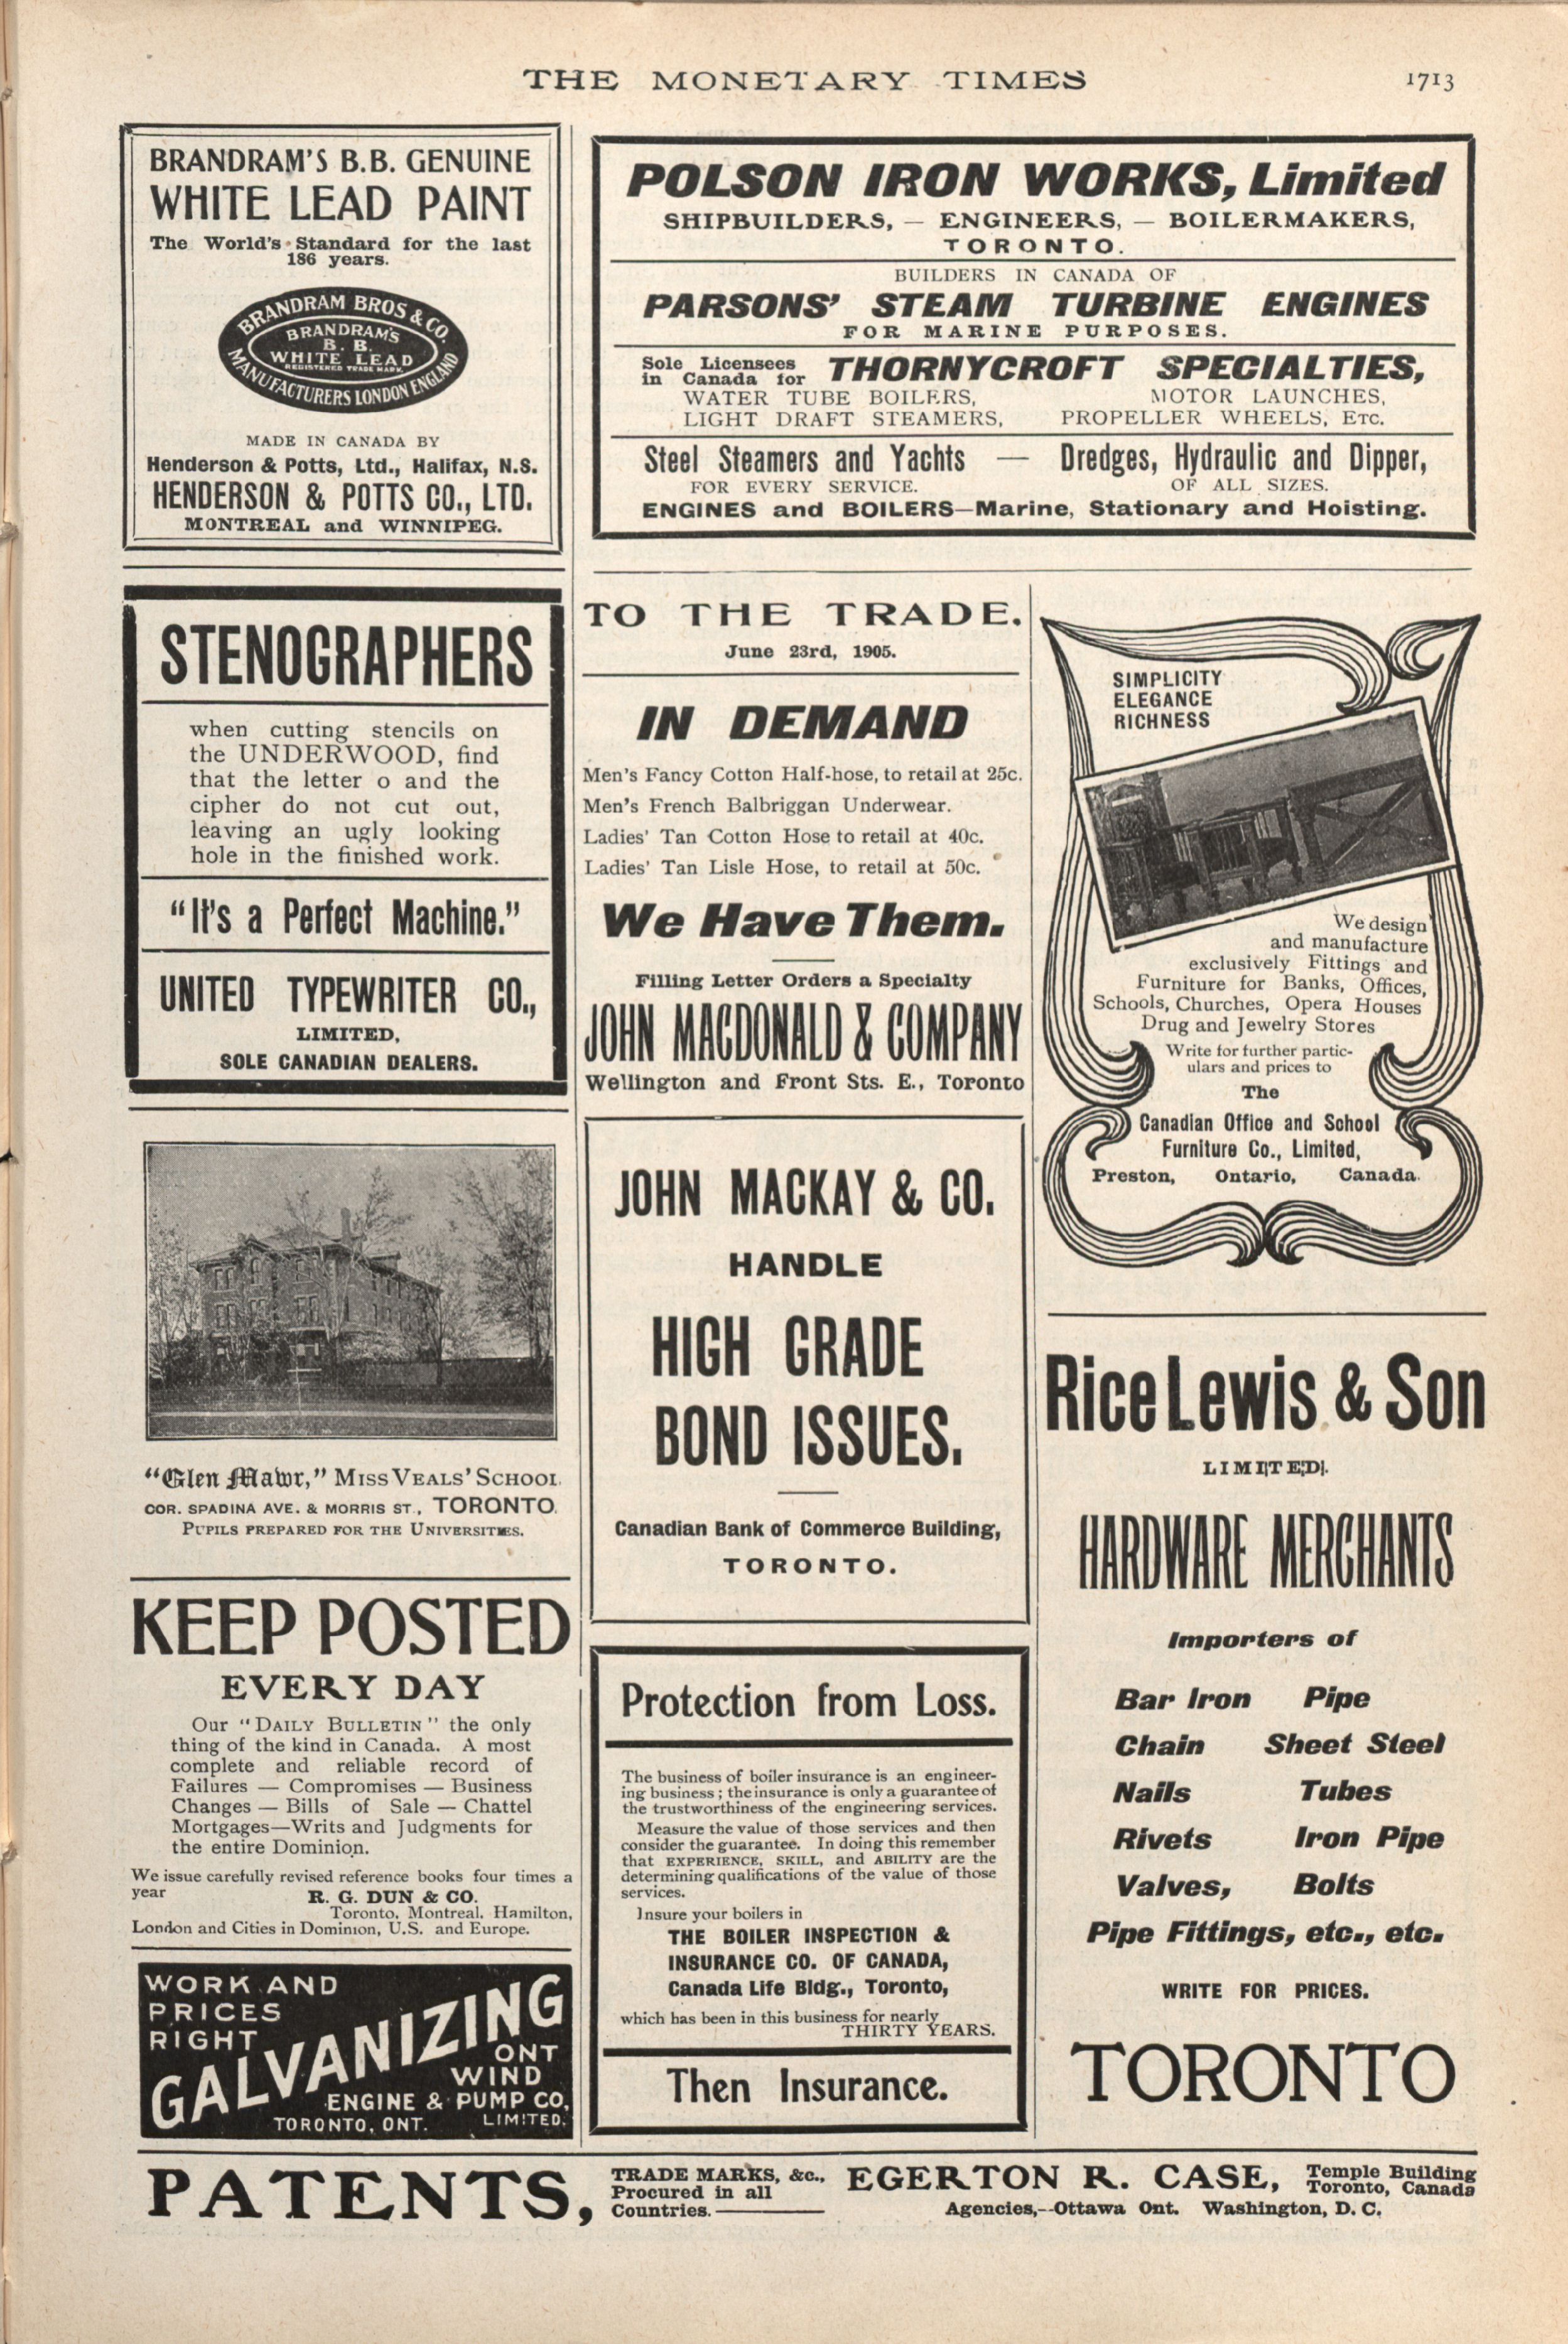 THE MONETARY TIMES
1713
BRANDRAM'S B.B. GENUINE
WHITE LEAD PAINT
The World's Standard for the last
186 years.
BRANDRAM BROS & CO.
BRANDRAM'S
B. B.
WHITE LEAD
REGISTERED TRADE MARK.
MANUFACTURERS LONDON ENGLAND
MADE IN CANADA BY
Henderson & Potts, Ltd., Halifax, N.S.
HENDERSON & POTTS CO., LTD.
MONTREAL and WINNIPEG.
POLSON IRON WORKS, Limited
SHIPBUILDERS, — ENGINEERS, — BOILERMAKERS,
TORONTO.
BUILDERS IN CANADA OF
PARSONS' STEAM TURBINE ENGINES
FOR MARINE PURPOSES.
Sole Licensees
in Canada for
THORNYCROFT SPECIALTIES,
WATER TUBE BOILERS, MOTOR LAUNCHES,
LIGHT DRAFT STEAMERS, PROPELLER WHEELS, ETC.
Steel Steamers and Yachts — Dredges, Hydraulic and Dipper,
FOR EVERY SERVICE. OF ALL SIZES.
ENGINES and BOILERS—Marine, Stationary and Hoisting.
STENOGRAPHERS
when cutting stencils on
the UNDERWOOD, find
that the letter o and the
cipher do not cut out,
leaving an ugly looking
hole in the finished work.
"It's a Perfect Machine."
UNITED TYPEWRITER CO.,
LIMITED,
SOLE CANADIAN DEALERS.
TO THE TRADE.
June 23rd, 1905.
IN DEMAND
Men's Fancy Cotton Half-hose, to retail at 25c.
Men's French Balbriggan Underwear.
Ladies' Tan Cotton Hose to retail at 40c.
Ladies' Tan Lisle Hose, to retail at 50c.
We Have Them.
Filling Letter Orders a Specialty
JOHN MACDONALD & COMPANY
Wellington and Front Sts. E., Toronto
SIMPLICITY
ELEGANCE
RICHNESS
We design
and manufacture
exclusively Fittings and
Furniture for Banks, Offices,
Schools, Churches, Opera Houses
Drug and Jewelry Stores
Write for further partic-
ulars and prices to
The
Canadian Office and School
Furniture Co., Limited,
Preston, Ontario, Canada.
"Glen Mawr," MISS VEALS' SCHOOL
COR. SPADINA AVE. & MORRIS ST., TORONTO.
PUPILS PREPARED FOR THE UNIVERSITIES.
JOHN MACKAY & CO.
HANDLE
HIGH GRADE
BOND ISSUES.
Canadian Bank of Commerce Building,
TORONTO.
Rice Lewis & Son
LIMITED.
HARDWARE MERCHANTS
Importers of
Bar Iron Pipe
Chain Sheet Steel
Nails Tubes
Rivets Iron Pipe
Valves, Bolts
Pipe Fittings, etc., etc.
WRITE FOR PRICES.
TORONTO
KEEP POSTED
EVERY DAY
Our "DAILY BULLETIN" the only
thing of the kind in Canada. A most
complete and reliable record of
Failures — Compromises — Business
Changes — Bills of Sale — Chattel
Mortgages—Writs and Judgments for
the entire Dominion.
We issue carefully revised reference books four times a
year
R. G. DUN & CO.
Toronto, Montreal, Hamilton,
London and Cities in Dominion, U.S. and Europe.
Protection from Loss.
The business of boiler insurance is an engineer-
ing business; the insurance is only a guarantee of
the trustworthiness of the engineering services.
Measure the value of those services and then
consider the guarantee. In doing this remember
that EXPERIENCE, SKILL, and ABILITY are the
determining qualifications of the value of those
services.
Insure your boilers in
THE BOILER INSPECTION &
INSURANCE CO. OF CANADA,
Canada Life Bldg., Toronto,
which has been in this business for nearly
THIRTY YEARS.
Then Insurance.
WORK AND
PRICES
RIGHT
GALVANIZING
ONT
WIND
ENGINE & PUMP CO,
LIMITED.
TORONTO, ONT.
PATENTS,
TRADE MARKS, &c.,
Procured in all
Countries.
EGERTON R. CASE,
Temple Building
Toronto, Canada
Agencies,--Ottawa Ont. Washington, D. C.